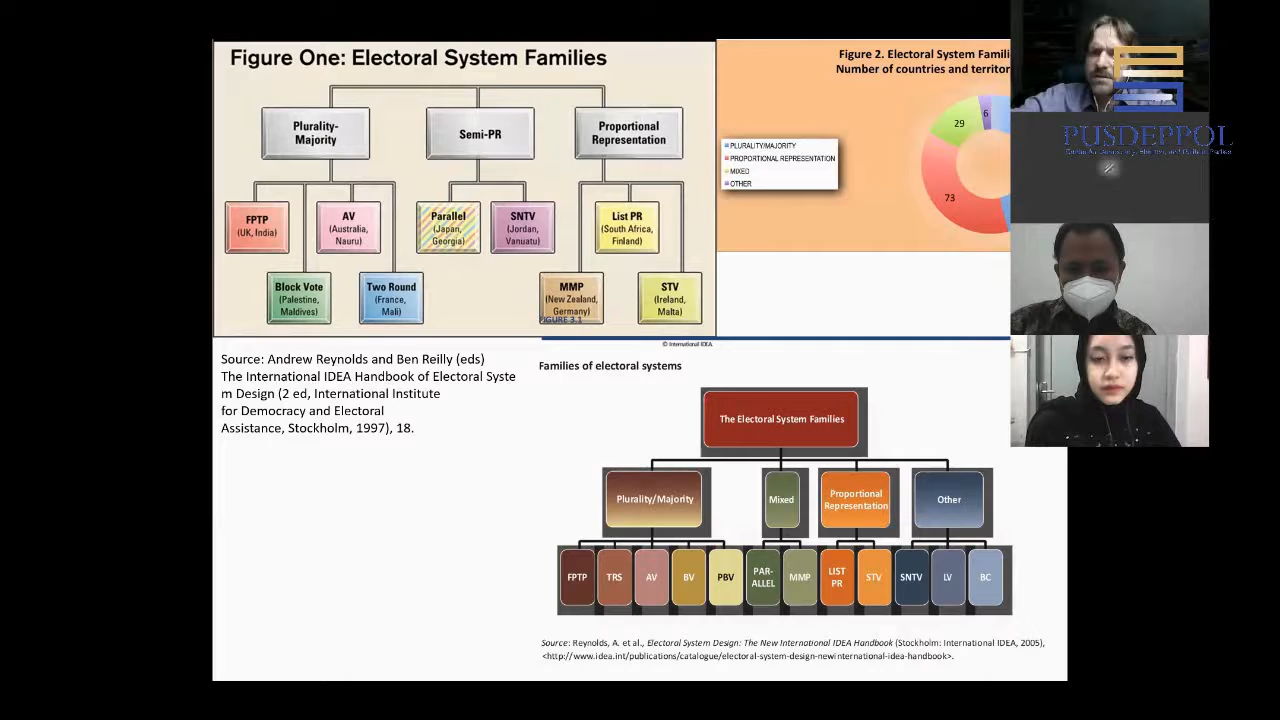 Figure One: Electoral System Families
Plurality-
Majority
Semi-PR
Proportional
Representation
FPTP
(UK, India)
AV
(Australia,
Nauru)
Parallel
(Japan,
Georgia)
SNTV
(Jordan,
Vanuatu)
List PR
(South Africa,
Finland)
Block Vote
(Palestine,
Maldives)
Two Round
(France,
Mali)
MMP
(New Zealand,
Germany)
STV
(Ireland,
Malta)
FIGURE 3.1
© International IDEA
Figure 2. Electoral System Famili
Number of countries and territor
PLURALITY/MAJORITY
PROPORTIONAL REPRESENTATION
MIXED
OTHER
29
6
73
PUSDEPPOL
Source: Andrew Reynolds and Ben Reilly (eds)
The International IDEA Handbook of Electoral Syste
m Design (2 ed, International Institute
for Democracy and Electoral
Assistance, Stockholm, 1997), 18.
Families of electoral systems
The Electoral System Families
Plurality/Majority
Mixed
Proportional
Representation
Other
FPTP
TRS
AV
BV
PBV
PAR-
ALLEL
MMP
LIST
PR
STV
SNTV
LV
BC
Source: Reynolds, A. et al., Electoral System Design: The New International IDEA Handbook (Stockholm: International IDEA, 2005),
<http://www.idea.int/publications/catalogue/electoral-system-design-newinternational-idea-handbook>.